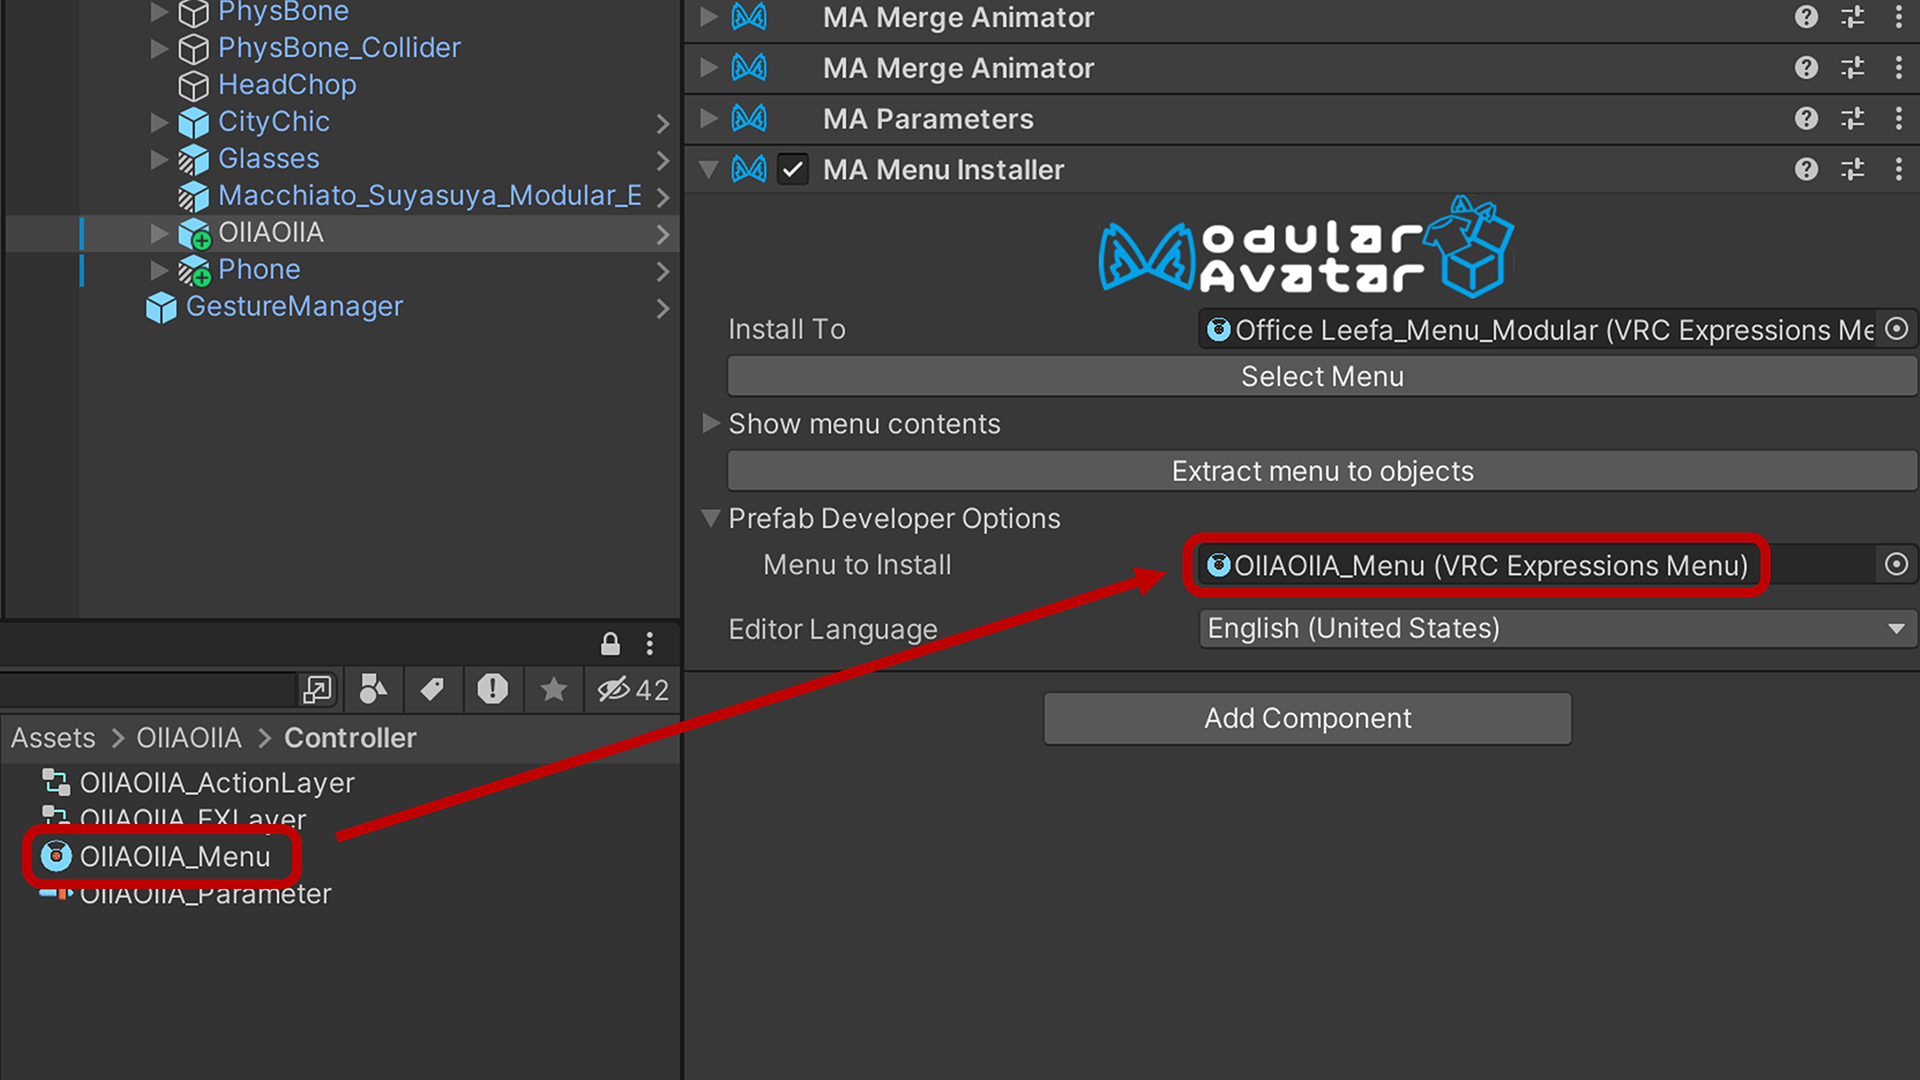 PhysBone
PhysBone_Collider
HeadChop
CityChic
Glasses
Macchiato_Suyasuya_Modular_E
OIIAOIIA
Phone
GestureManager
42
Assets > OIIAOIIA > Controller
OIIAOIIA_ActionLayer
OIIAOIIA_FXLayer
OIIAOIIA_Menu
OIIAOIIA_Parameter
MA Merge Animator
MA Merge Animator
MA Parameters
MA Menu Installer
Modular
Avatar
Install To
Office Leefa_Menu_Modular (VRC Expressions Me
Select Menu
Show menu contents
Extract menu to objects
Prefab Developer Options
Menu to Install
OIIAOIIA_Menu (VRC Expressions Menu)
Editor Language
English (United States)
Add Component